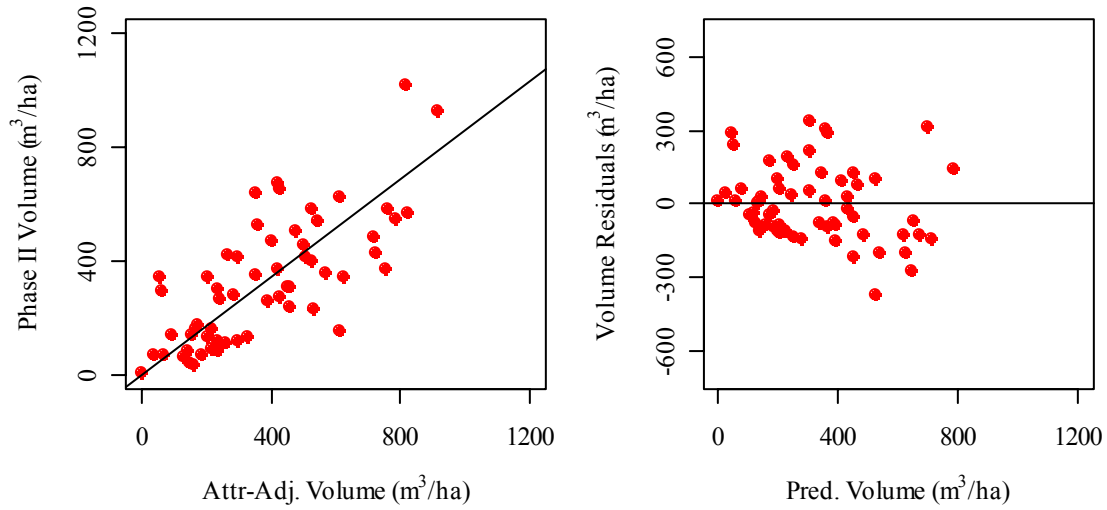 Phase II Volume (m³/ha)
1200
800
400
0
0 400 800 1200
Attr-Adj. Volume (m³/ha)
Volume Residuals (m³/ha)
600
300
0
-300
-600
0 400 800 1200
Pred. Volume (m³/ha)